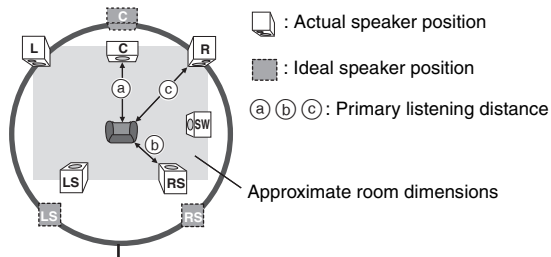 C
L
C
R
a
c
SW
b
LS
RS
LS
RS
: Actual speaker position
: Ideal speaker position
a b c : Primary listening distance
Approximate room dimensions